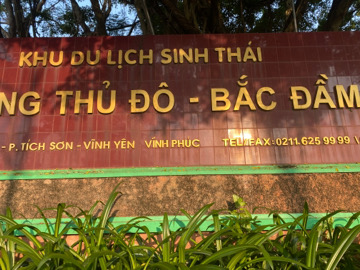 KHU DU LỊCH SINH THÁI
NG THỦ ĐÔ - BẮC ĐẦM
- P. TÍCH SƠN - VĨNH YÊN VĨNH PHÚC TEL/FAX: 0211.625 99 99